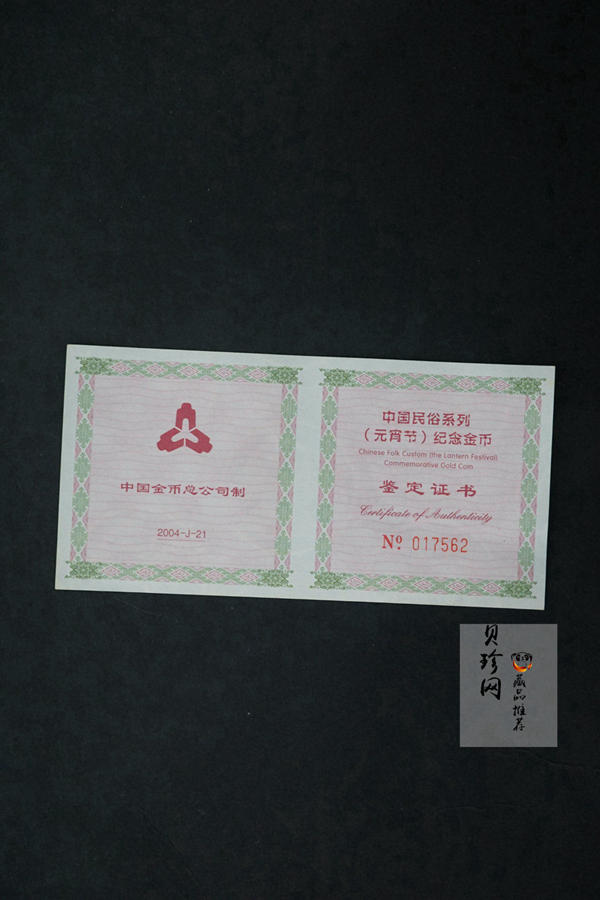 中国金币总公司制
2004-J-21
中国民俗系列
（元宵节）纪念金币
Chinese Folk Custom (the Lantern Festival)
Commemorative Gold Coin
鉴定证书
Certificate of Authenticity
Nº 017562
贝珍网
藏品推荐